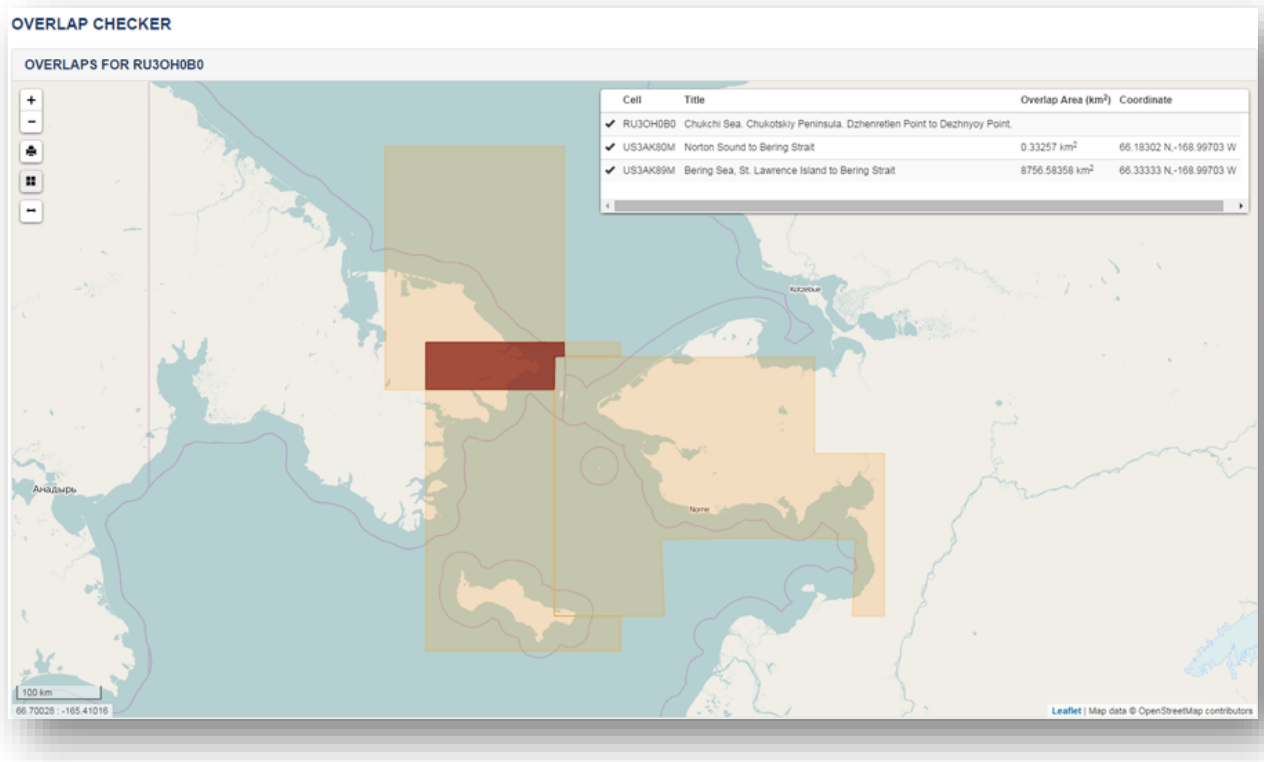 OVERLAP CHECKER
OVERLAPS FOR RU3OH0B0
+
−
Cell Title Overlap Area (km²) Coordinate
✔ RU3OH0B0 Chukchi Sea. Chukotskiy Peninsula. Dzhenretlen Point to Dezhnyoy Point.
✔ US3AK80M Norton Sound to Bering Strait 0.33257 km² 66.18302 N,-168.99703 W
✔ US3AK89M Bering Sea, St. Lawrence Island to Bering Strait 8756.58358 km² 66.33333 N,-168.99703 W
Kotzebue
Анадырь
Nome
100 km
66.70028 : -165.41016
Leaflet | Map data © OpenStreetMap contributors